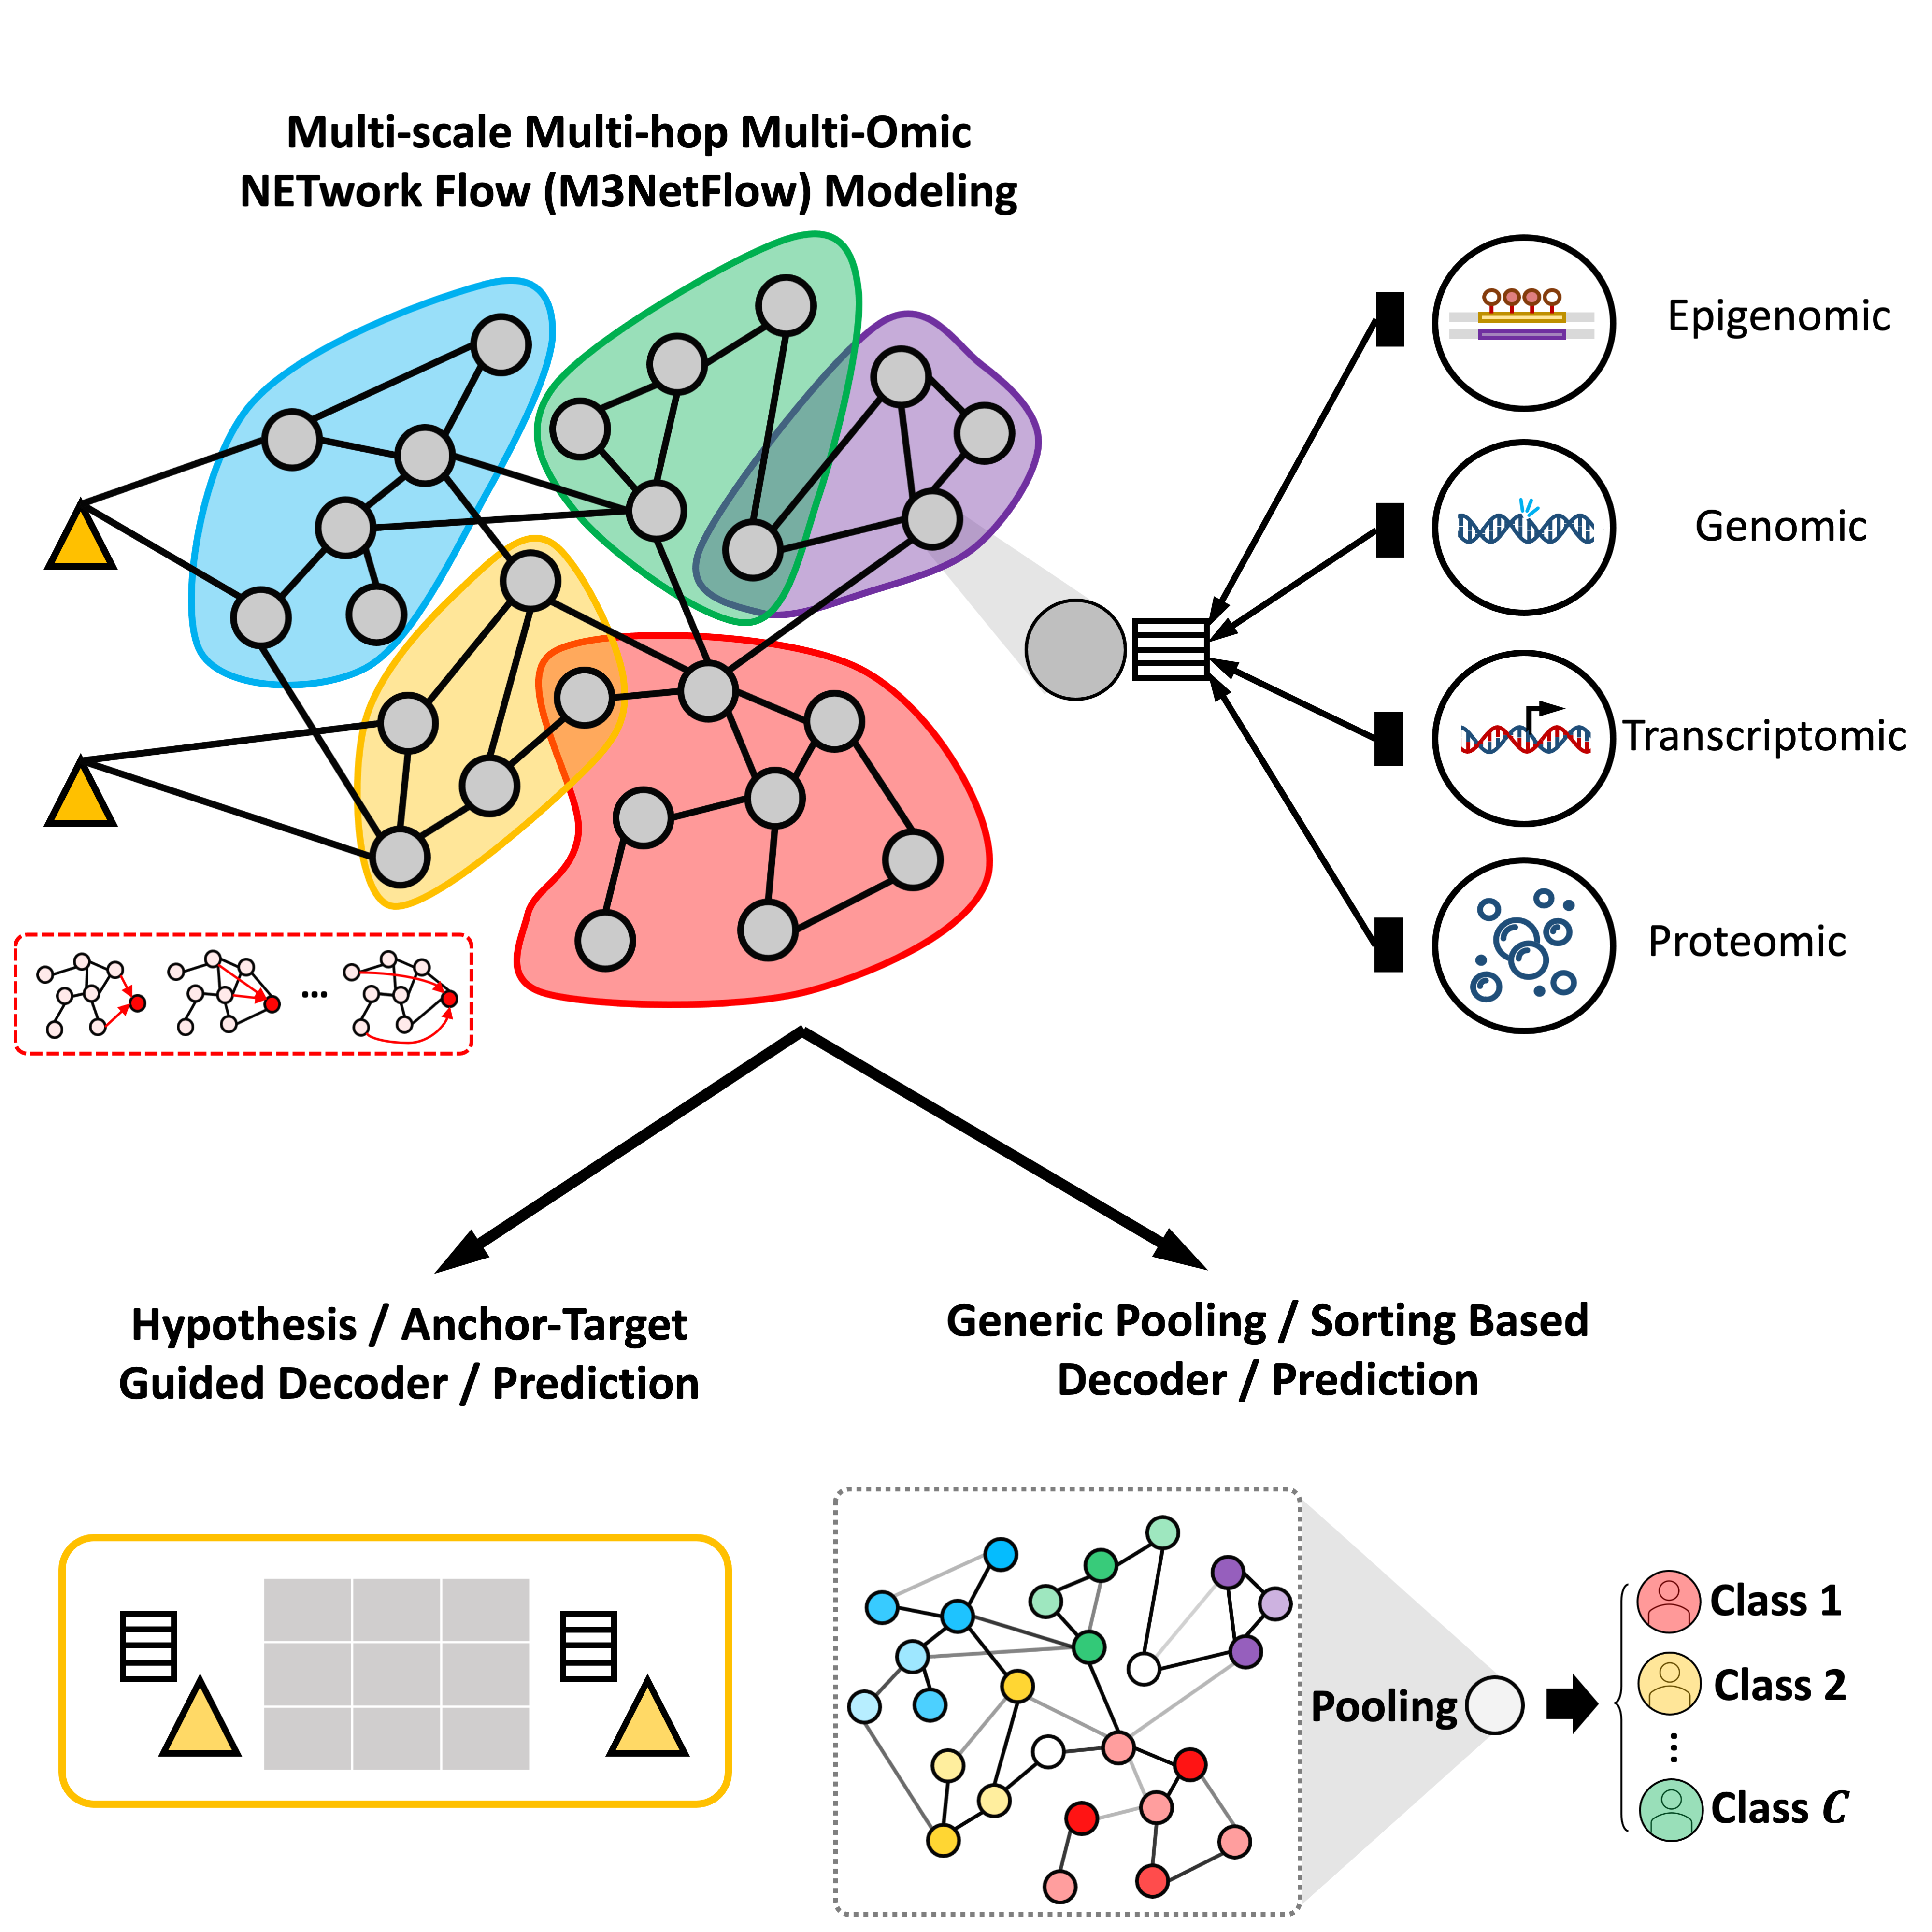 Multi-scale Multi-hop Multi-Omic
NETwork Flow (M3NetFlow) Modeling
Epigenomic
Genomic
Transcriptomic
Proteomic
...
Hypothesis / Anchor-Target
Guided Decoder / Prediction
Generic Pooling / Sorting Based
Decoder / Prediction
Pooling
Class 1
Class 2
⋮
Class C